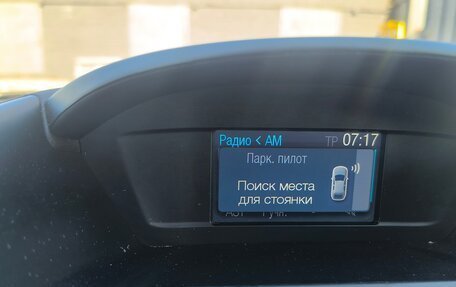 Радио < AM TP 07:17
Парк. пилот
Поиск места
для стоянки